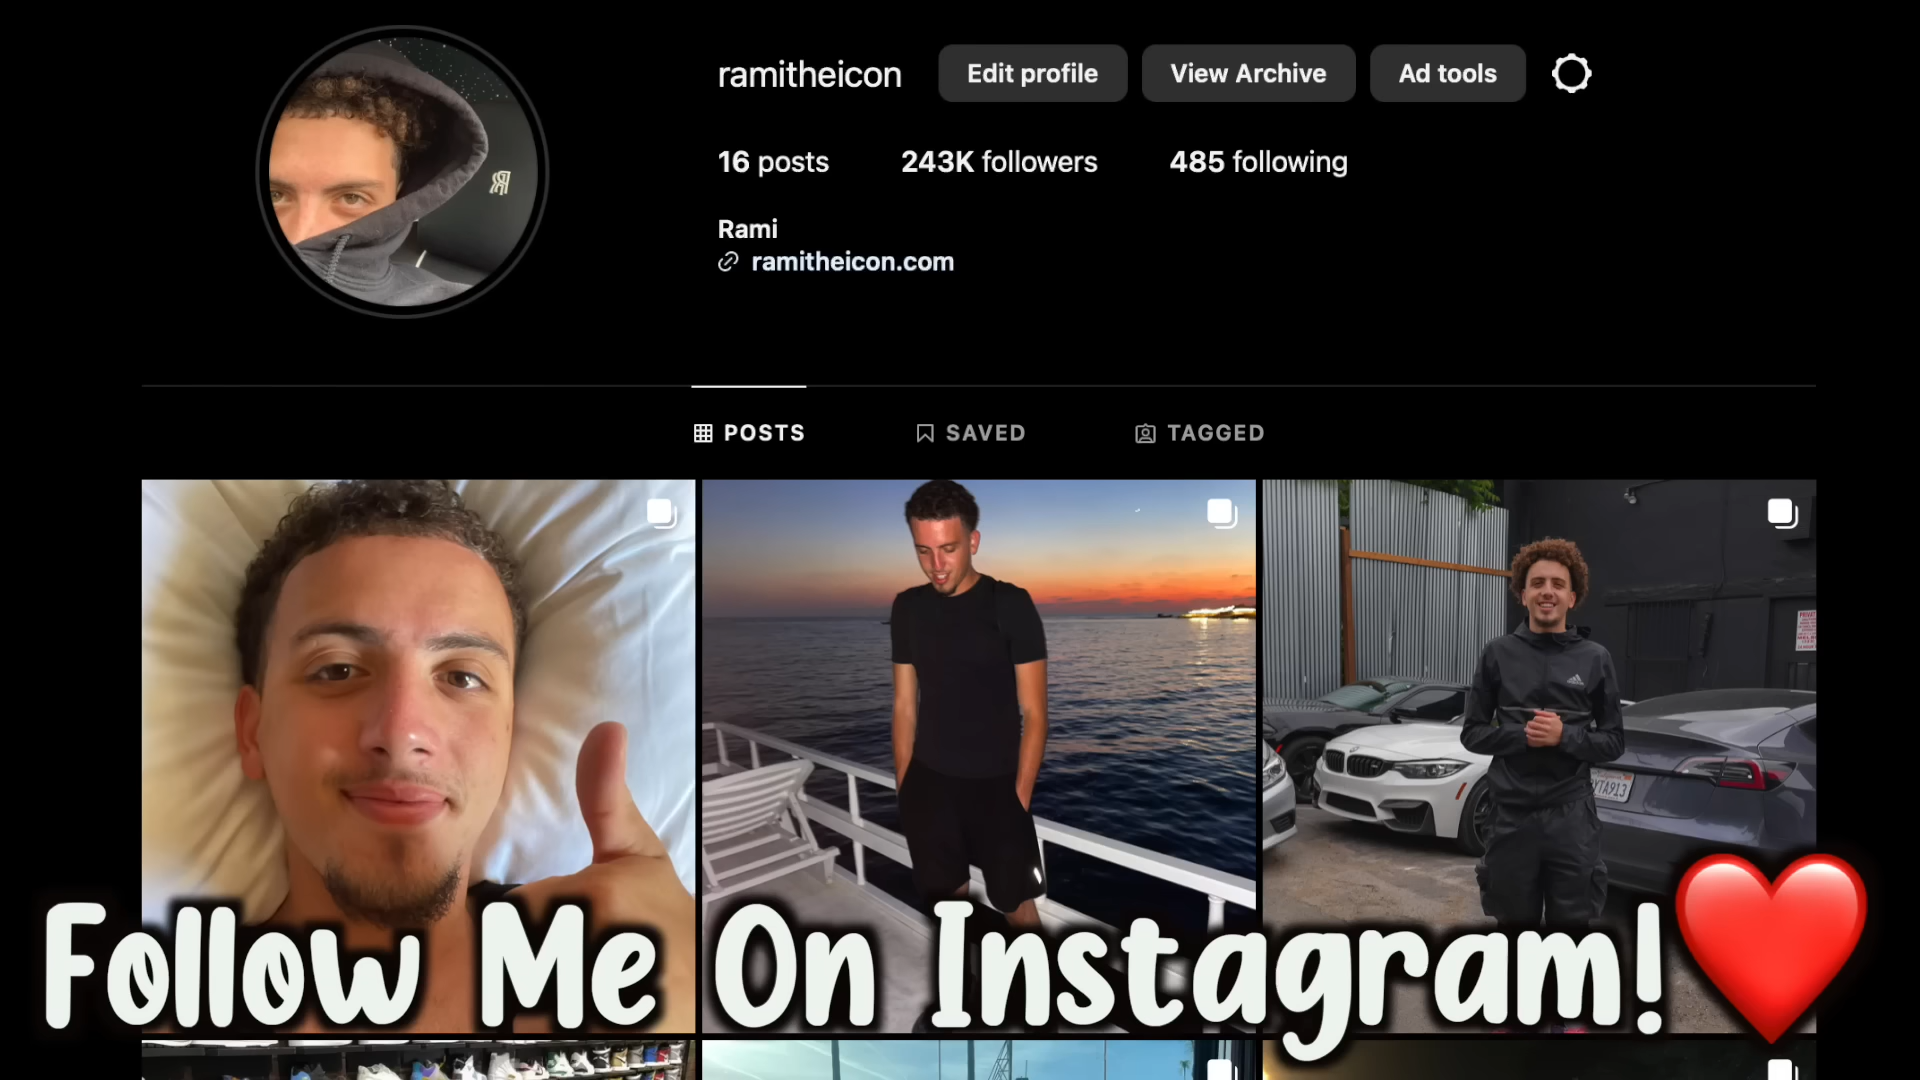 ramitheicon Edit profile View Archive Ad tools
16 posts 243K followers 485 following
Rami
ramitheicon.com
POSTS SAVED TAGGED
Follow Me On Instagram!